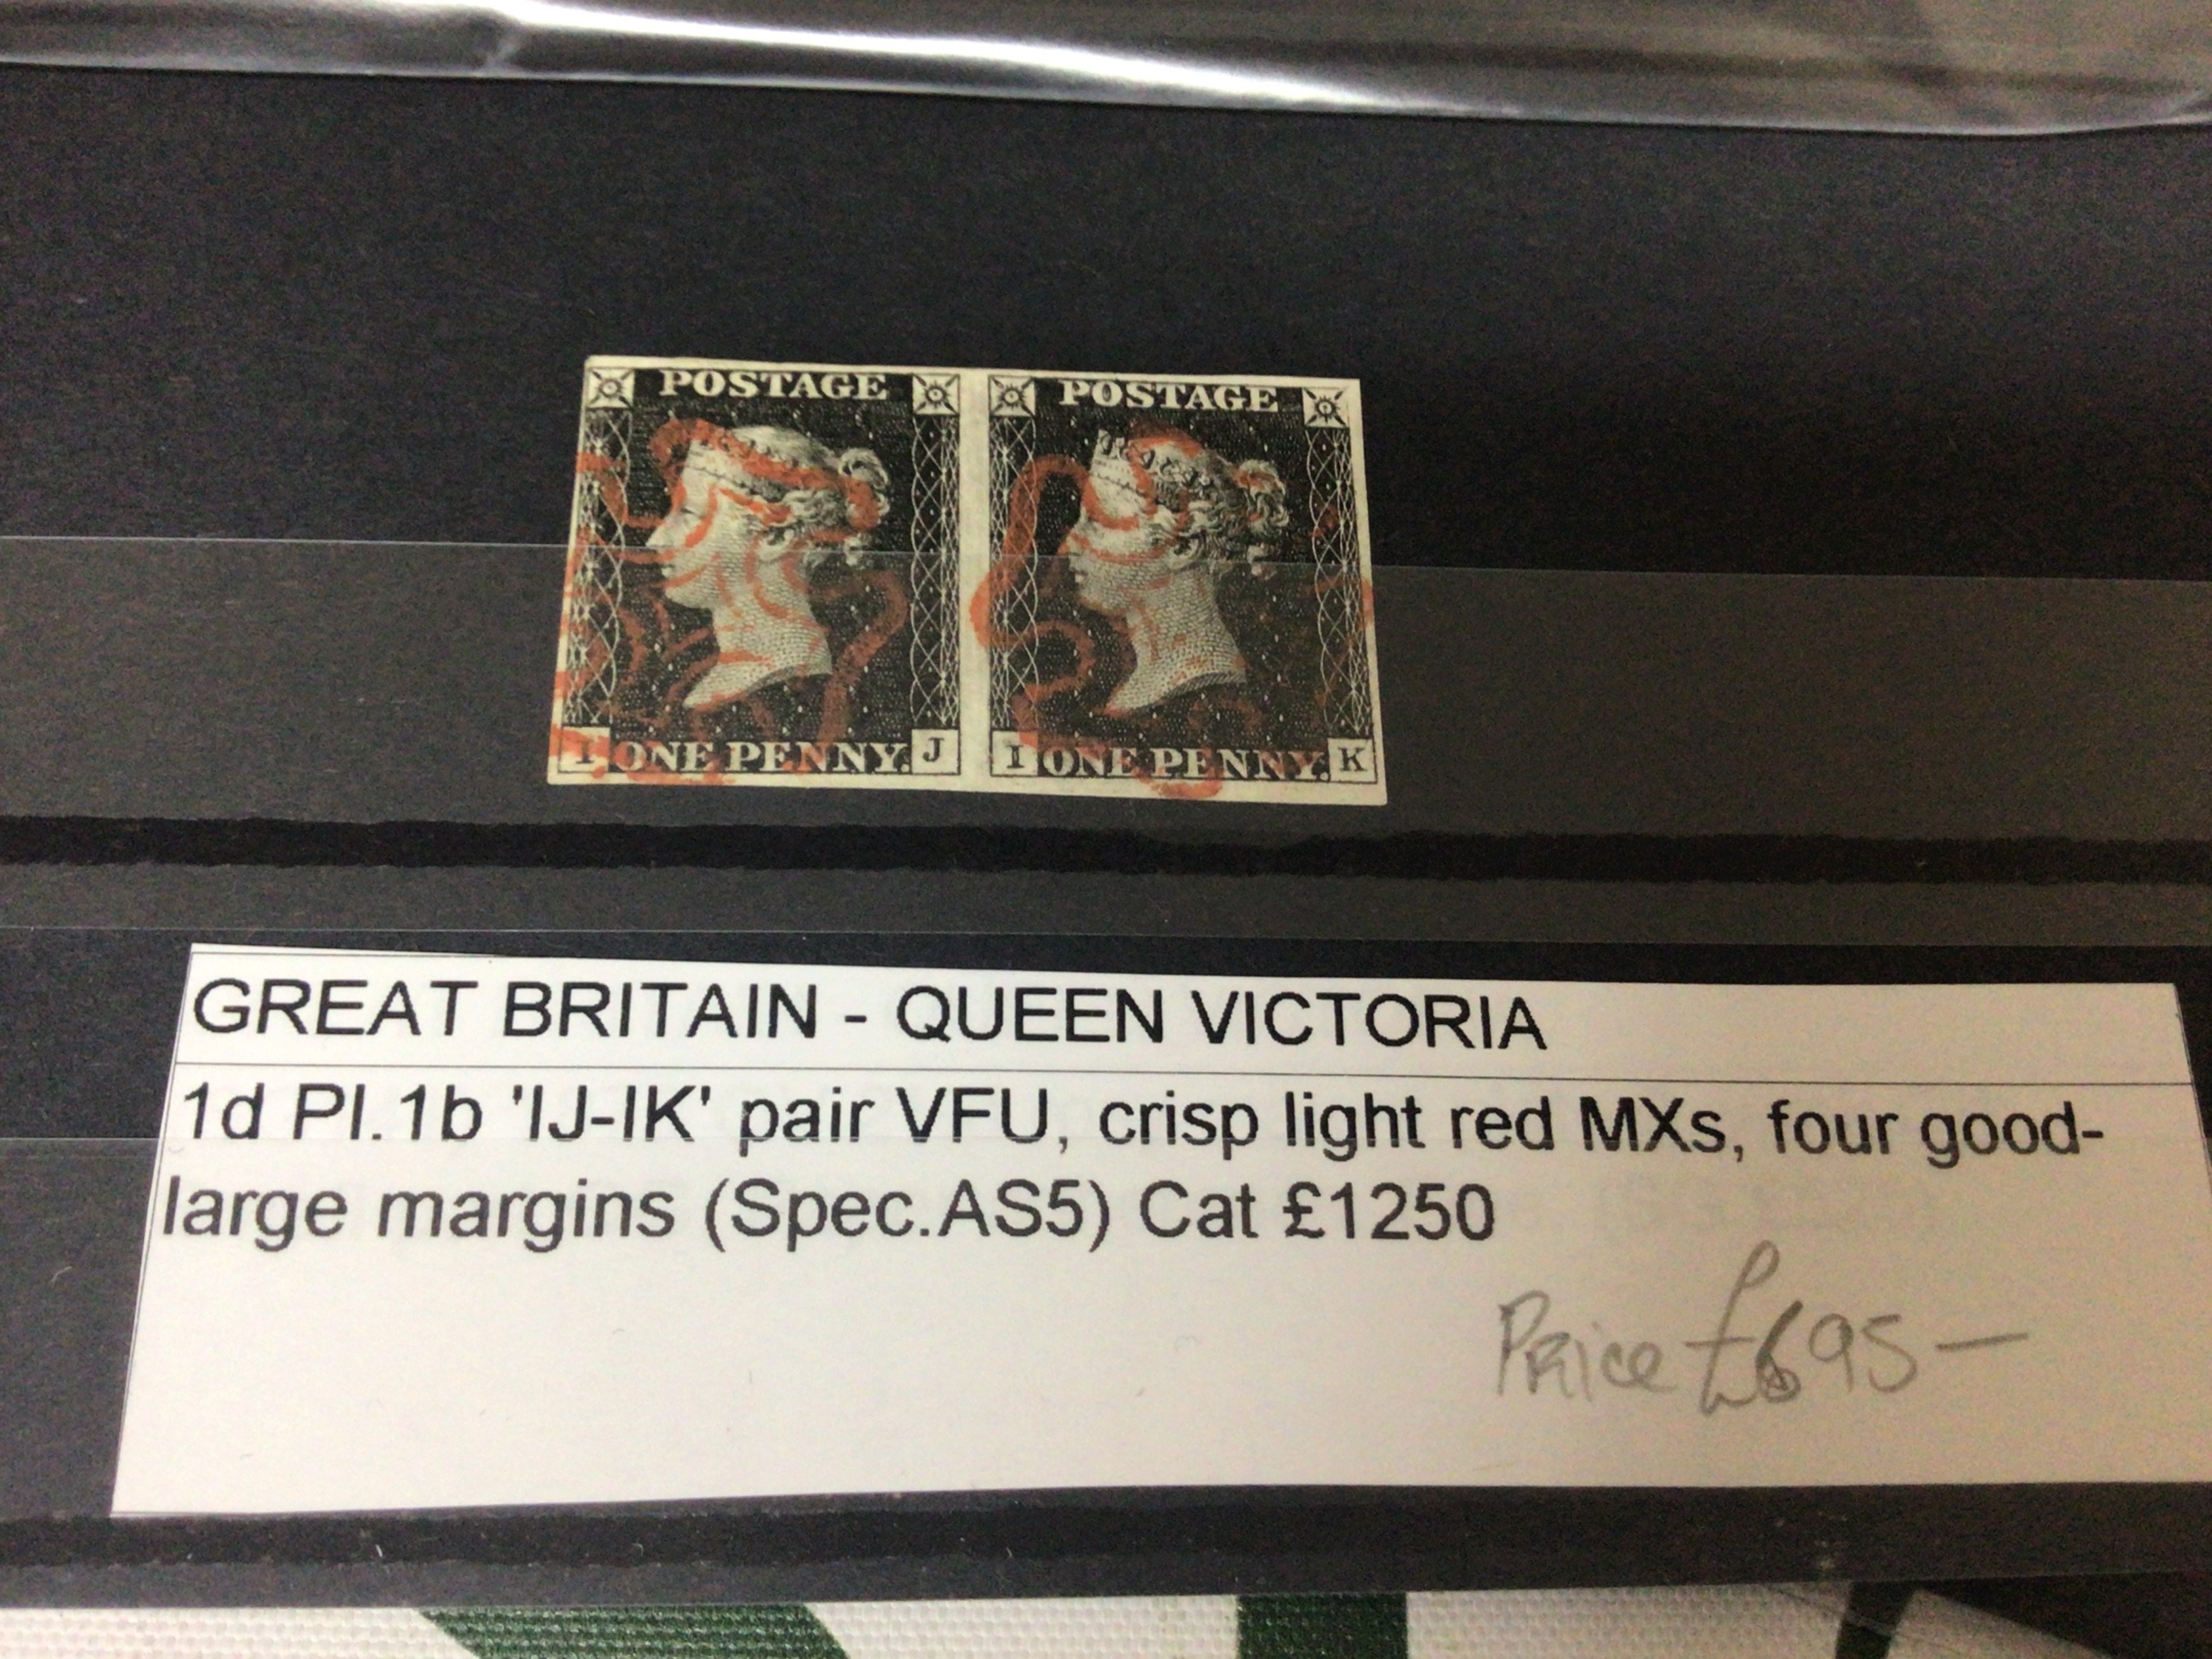 POSTAGE POSTAGE
I ONE PENNY. J I ONE PENNY. K
GREAT BRITAIN - QUEEN VICTORIA
1d Pl.1b 'IJ-IK' pair VFU, crisp light red MXs, four good-
large margins (Spec.AS5) Cat £1250
Price £695—